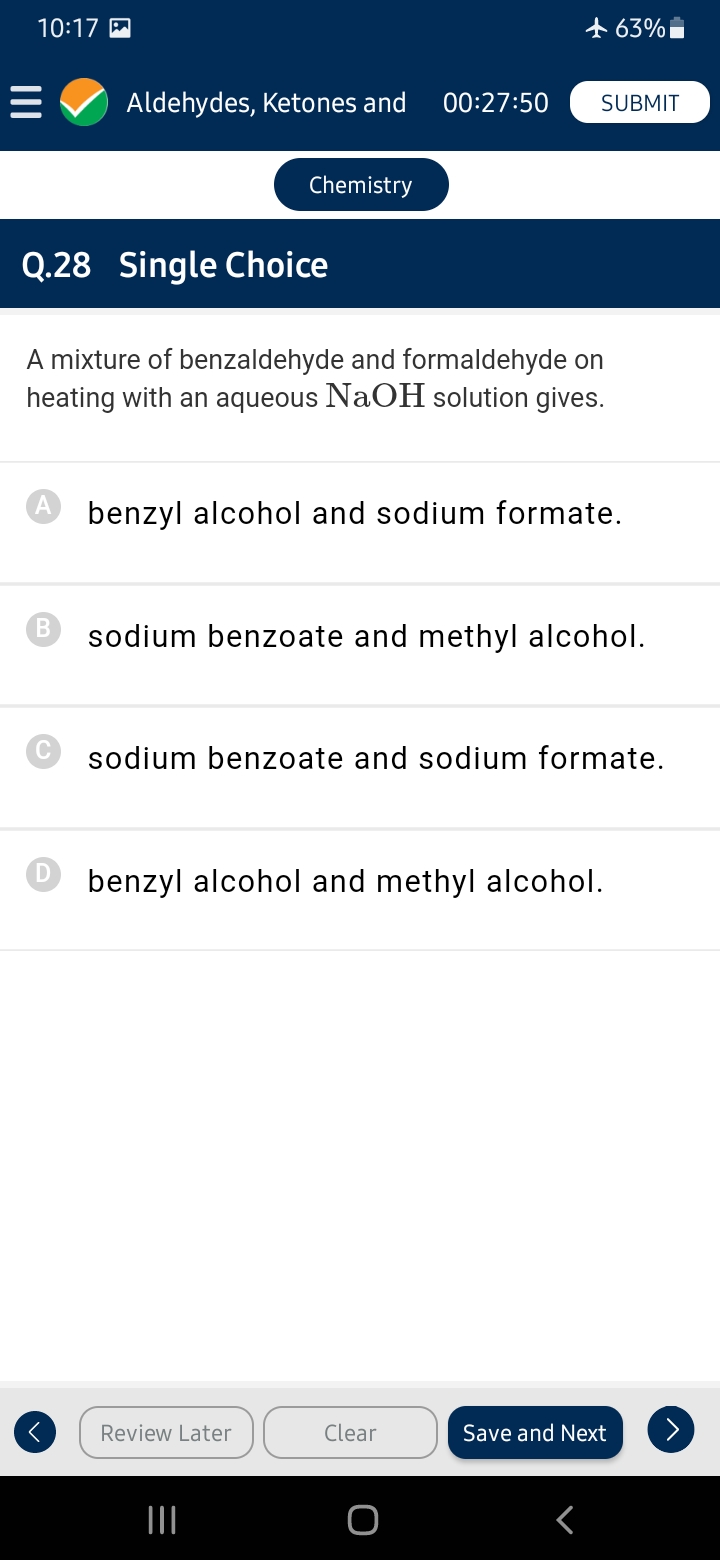 10:17 63%
Aldehydes, Ketones and 00:27:50 SUBMIT
Chemistry
Q.28 Single Choice
A mixture of benzaldehyde and formaldehyde on
heating with an aqueous NaOH solution gives.
A benzyl alcohol and sodium formate.
B sodium benzoate and methyl alcohol.
C sodium benzoate and sodium formate.
D benzyl alcohol and methyl alcohol.
Review Later Clear Save and Next